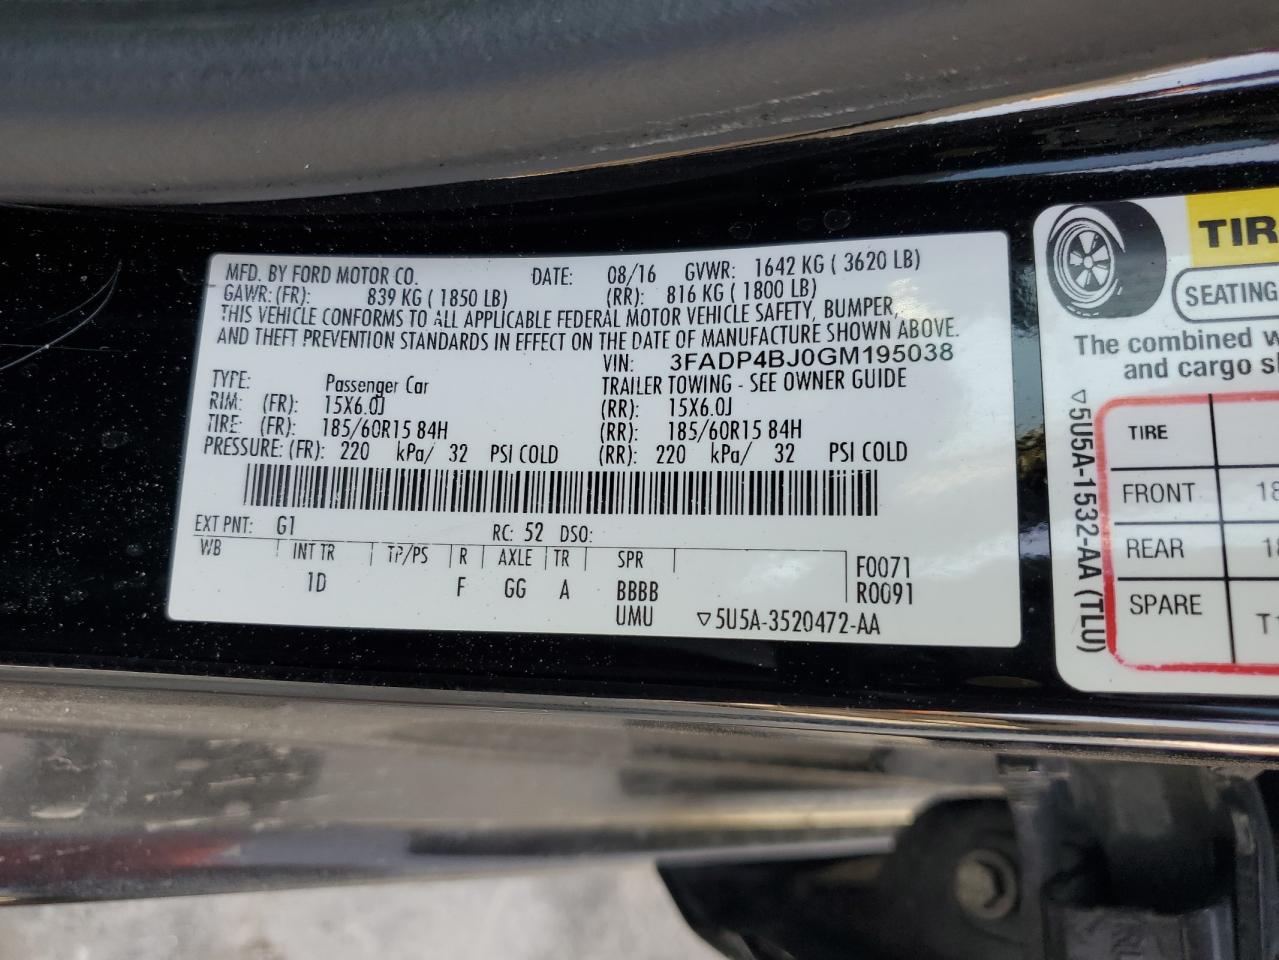 MFD. BY FORD MOTOR CO. DATE: 08/16 GVWR: 1642 KG ( 3620 LB)
GAWR: (FR): 839 KG ( 1850 LB) (RR): 816 KG ( 1800 LB)
THIS VEHICLE CONFORMS TO ALL APPLICABLE FEDERAL MOTOR VEHICLE SAFETY, BUMPER,
AND THEFT PREVENTION STANDARDS IN EFFECT ON THE DATE OF MANUFACTURE SHOWN ABOVE.
VIN: 3FADP4BJ0GM195038
TYPE: Passenger Car TRAILER TOWING - SEE OWNER GUIDE
RIM: (FR): 15X6.0J (RR): 15X6.0J
TIRE: (FR): 185/60R15 84H (RR): 185/60R15 84H
PRESSURE: (FR): 220 kPa/ 32 PSI COLD (RR): 220 kPa/ 32 PSI COLD
EXT PNT: G1 RC: 52 DSO:
WB INT TR TP/PS R AXLE TR SPR F0071
1D F GG A BBBB R0091
UMU ▽5U5A-3520472-AA
TIR
SEATING
The combined w
and cargo s
▽5U5A-1532-AA (TLU)
TIRE
FRONT 18
REAR 18
SPARE T1